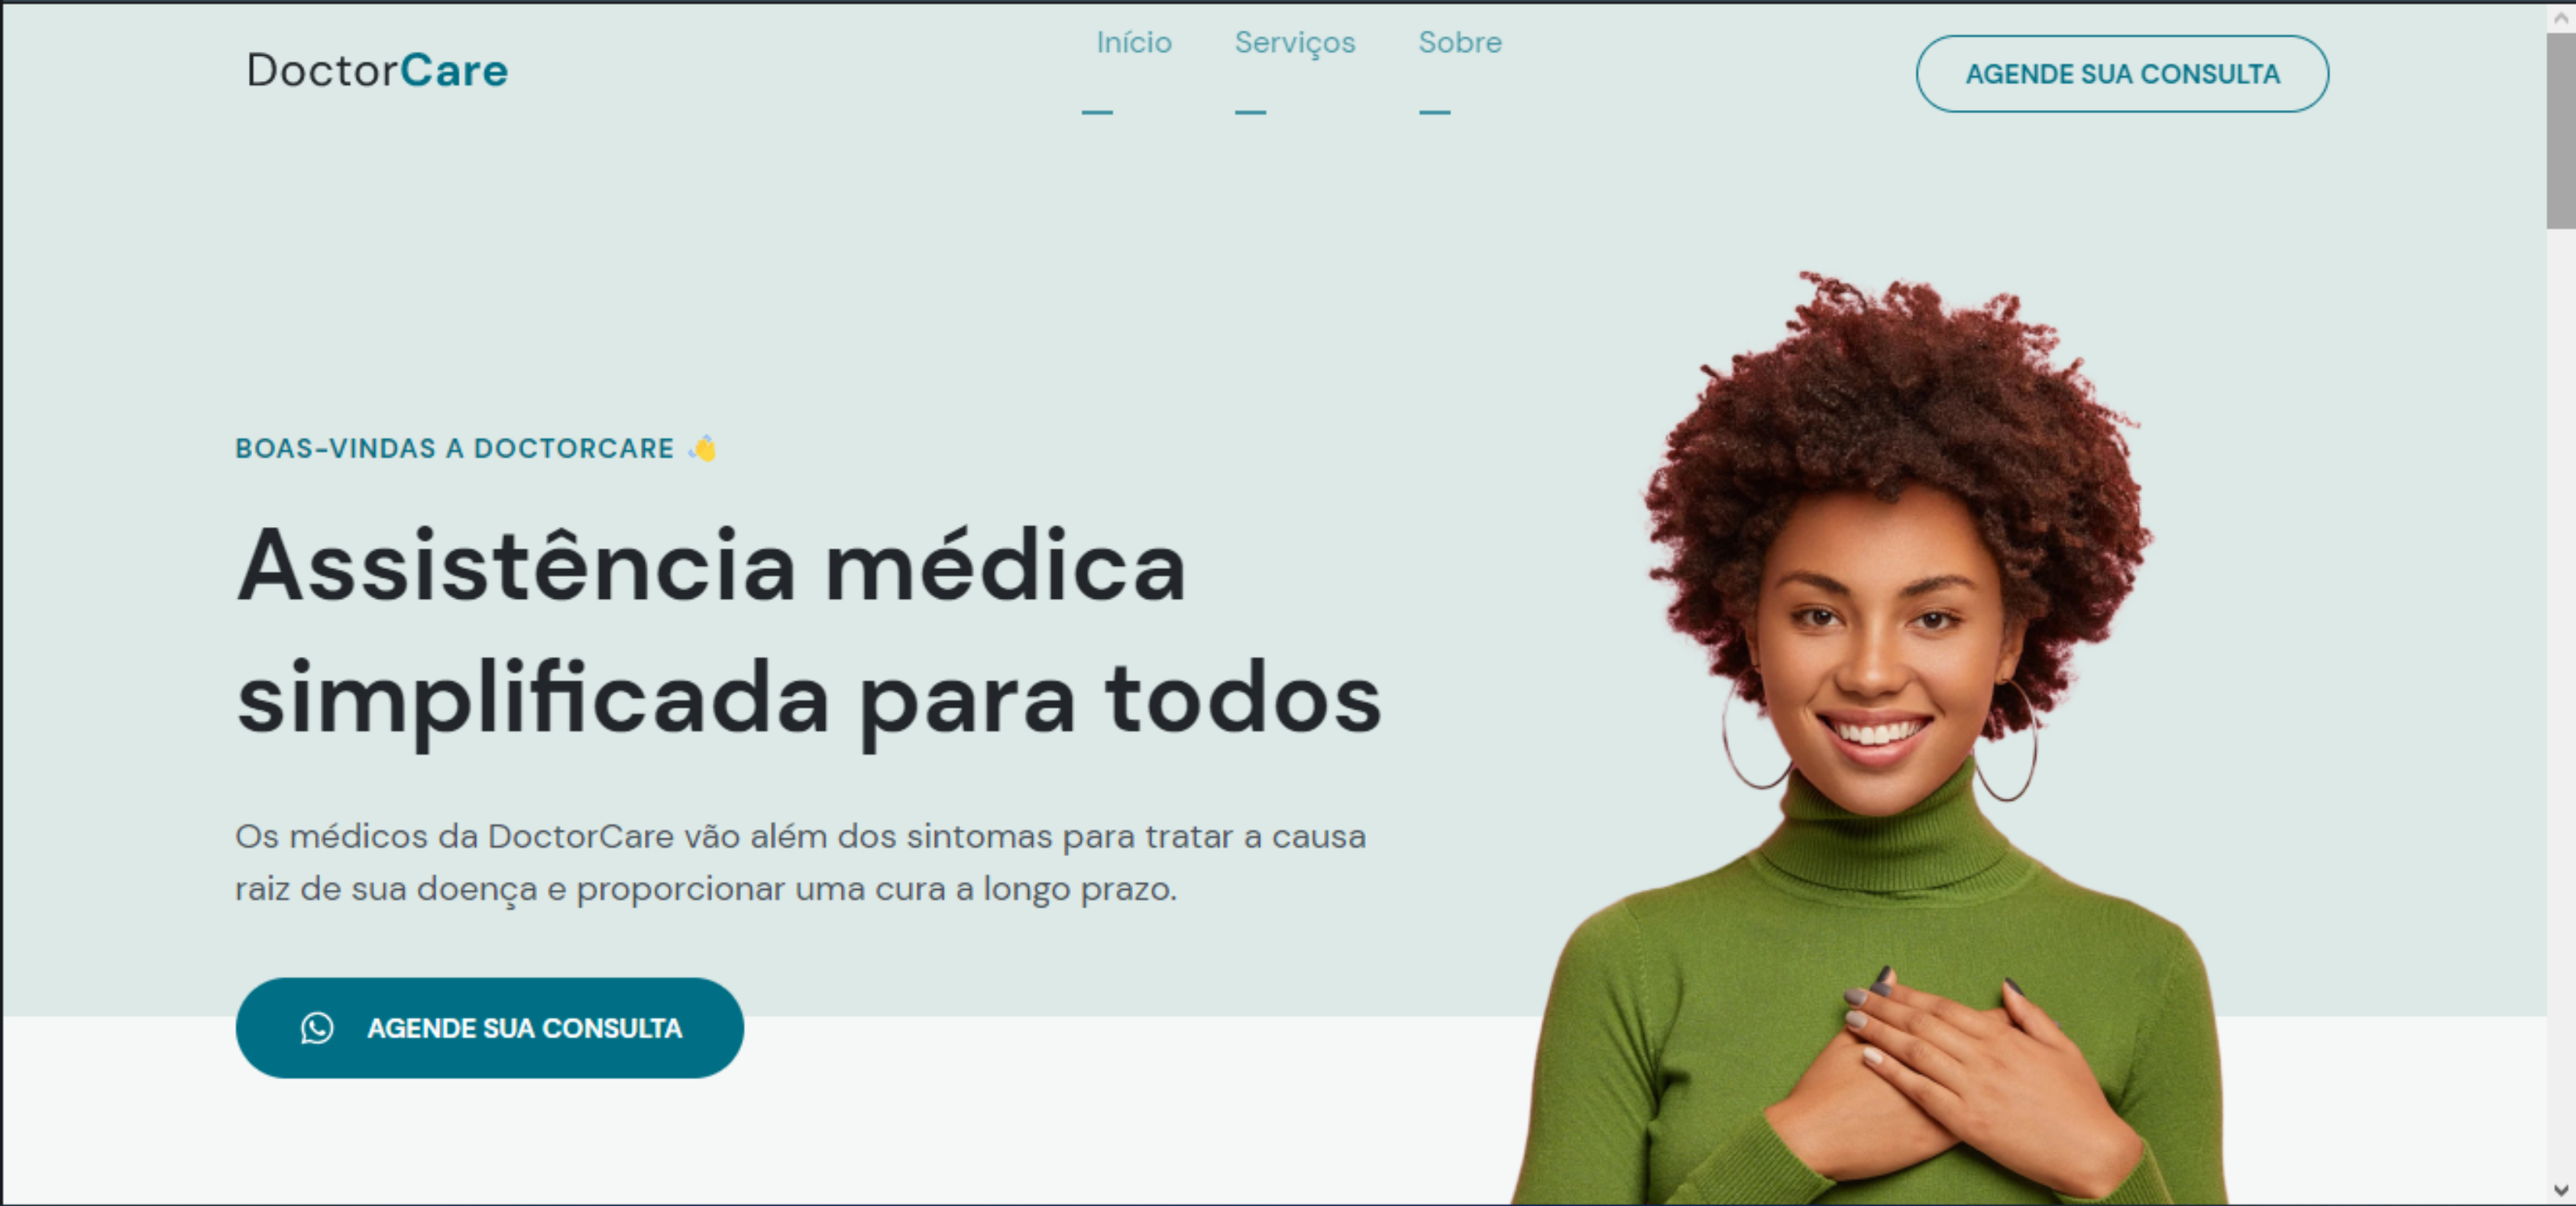 DoctorCare
Início Serviços Sobre
AGENDE SUA CONSULTA
BOAS-VINDAS A DOCTORCARE 👋
Assistência médica
simplificada para todos
Os médicos da DoctorCare vão além dos sintomas para tratar a causa
raiz de sua doença e proporcionar uma cura a longo prazo.
AGENDE SUA CONSULTA